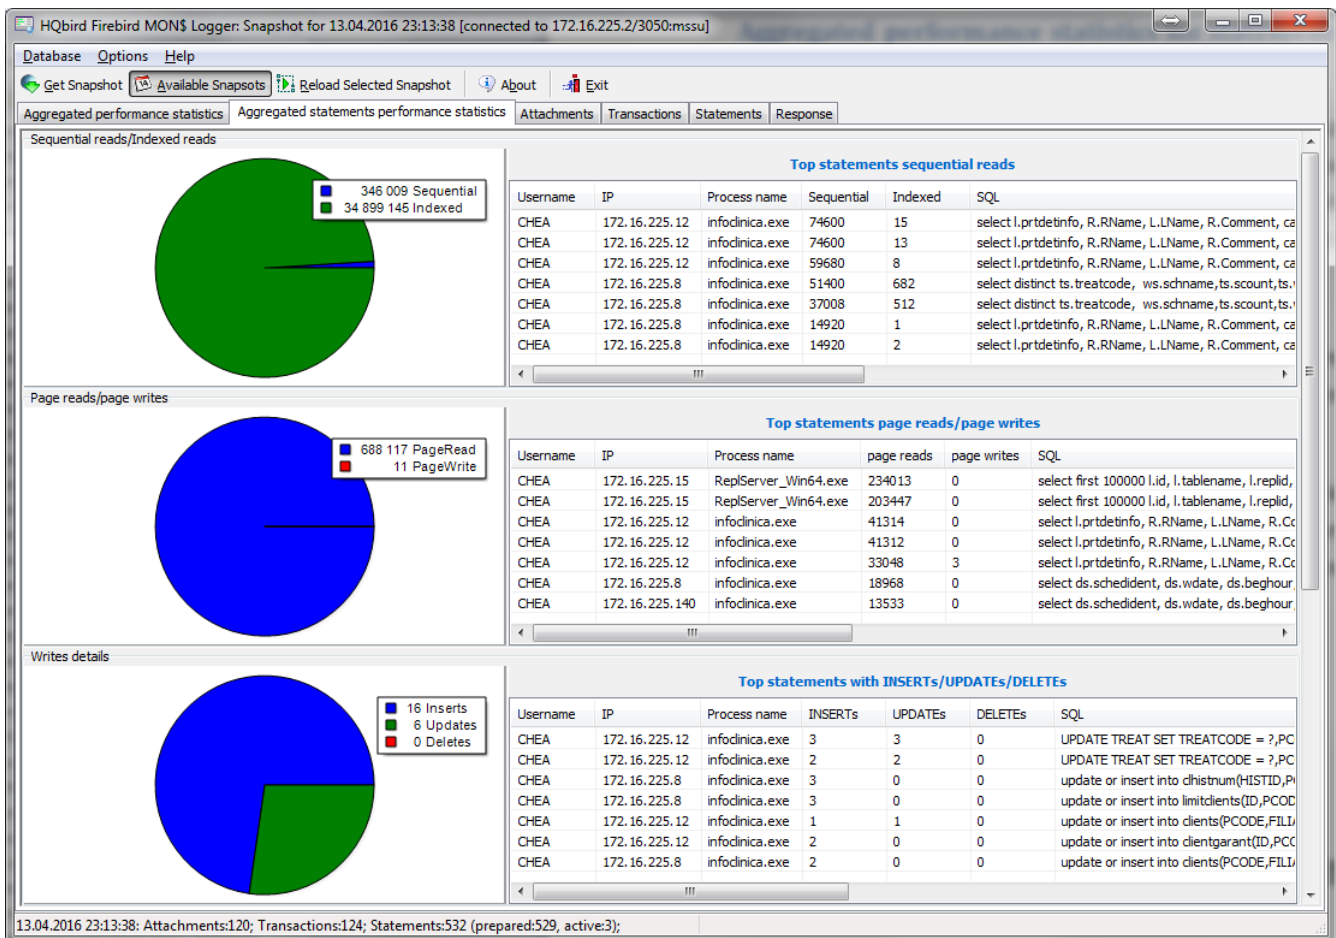 HQbird Firebird MON$ Logger: Snapshot for 13.04.2016 23:13:38 [connected to 172.16.225.2/3050:mssu]
Database Options Help
Get Snapshot Available Snapsots Reload Selected Snapshot About Exit
Aggregated performance statistics Aggregated statements performance statistics Attachments Transactions Statements Response
Sequential reads/Indexed reads
346 009 Sequential
34 899 145 Indexed
Top statements sequential reads
Username IP Process name Sequential Indexed SQL
CHEA 172.16.225.12 infoclinica.exe 74600 15 select l.prtdetinfo, R.RName, L.LName, R.Comment, ca
CHEA 172.16.225.12 infoclinica.exe 74600 13 select l.prtdetinfo, R.RName, L.LName, R.Comment, ca
CHEA 172.16.225.12 infoclinica.exe 59680 8 select l.prtdetinfo, R.RName, L.LName, R.Comment, ca
CHEA 172.16.225.8 infoclinica.exe 51400 682 select distinct ts.treatcode, ws.schname,ts.scount,ts.
CHEA 172.16.225.8 infoclinica.exe 37008 512 select distinct ts.treatcode, ws.schname,ts.scount,ts.
CHEA 172.16.225.8 infoclinica.exe 14920 1 select l.prtdetinfo, R.RName, L.LName, R.Comment, ca
CHEA 172.16.225.8 infoclinica.exe 14920 2 select l.prtdetinfo, R.RName, L.LName, R.Comment, ca
Page reads/page writes
688 117 PageRead
11 PageWrite
Top statements page reads/page writes
Username IP Process name page reads page writes SQL
CHEA 172.16.225.15 ReplServer_Win64.exe 234013 0 select first 100000 l.id, l.tablename, l.replid,
CHEA 172.16.225.15 ReplServer_Win64.exe 203447 0 select first 100000 l.id, l.tablename, l.replid,
CHEA 172.16.225.12 infoclinica.exe 41314 0 select l.prtdetinfo, R.RName, L.LName, R.Co
CHEA 172.16.225.12 infoclinica.exe 41312 0 select l.prtdetinfo, R.RName, L.LName, R.Co
CHEA 172.16.225.12 infoclinica.exe 33048 3 select l.prtdetinfo, R.RName, L.LName, R.Co
CHEA 172.16.225.8 infoclinica.exe 18968 0 select ds.schedident, ds.wdate, ds.beghour,
CHEA 172.16.225.140 infoclinica.exe 13533 0 select ds.schedident, ds.wdate, ds.beghour,
Writes details
16 Inserts
6 Updates
0 Deletes
Top statements with INSERTs/UPDATEs/DELETEs
Username IP Process name INSERTs UPDATEs DELETEs SQL
CHEA 172.16.225.12 infoclinica.exe 3 3 0 UPDATE TREAT SET TREATCODE = ?,PC
CHEA 172.16.225.12 infoclinica.exe 2 2 0 UPDATE TREAT SET TREATCODE = ?,PC
CHEA 172.16.225.8 infoclinica.exe 3 0 0 update or insert into clhistnum(HISTID,P
CHEA 172.16.225.8 infoclinica.exe 3 0 0 update or insert into limitclients(ID,PCOD
CHEA 172.16.225.12 infoclinica.exe 1 1 0 update or insert into clients(PCODE,FILI
CHEA 172.16.225.12 infoclinica.exe 2 0 0 update or insert into clientgarant(ID,PCC
CHEA 172.16.225.8 infoclinica.exe 2 0 0 update or insert into clients(PCODE,FILI
13.04.2016 23:13:38: Attachments:120; Transactions:124; Statements:532 (prepared:529, active:3);